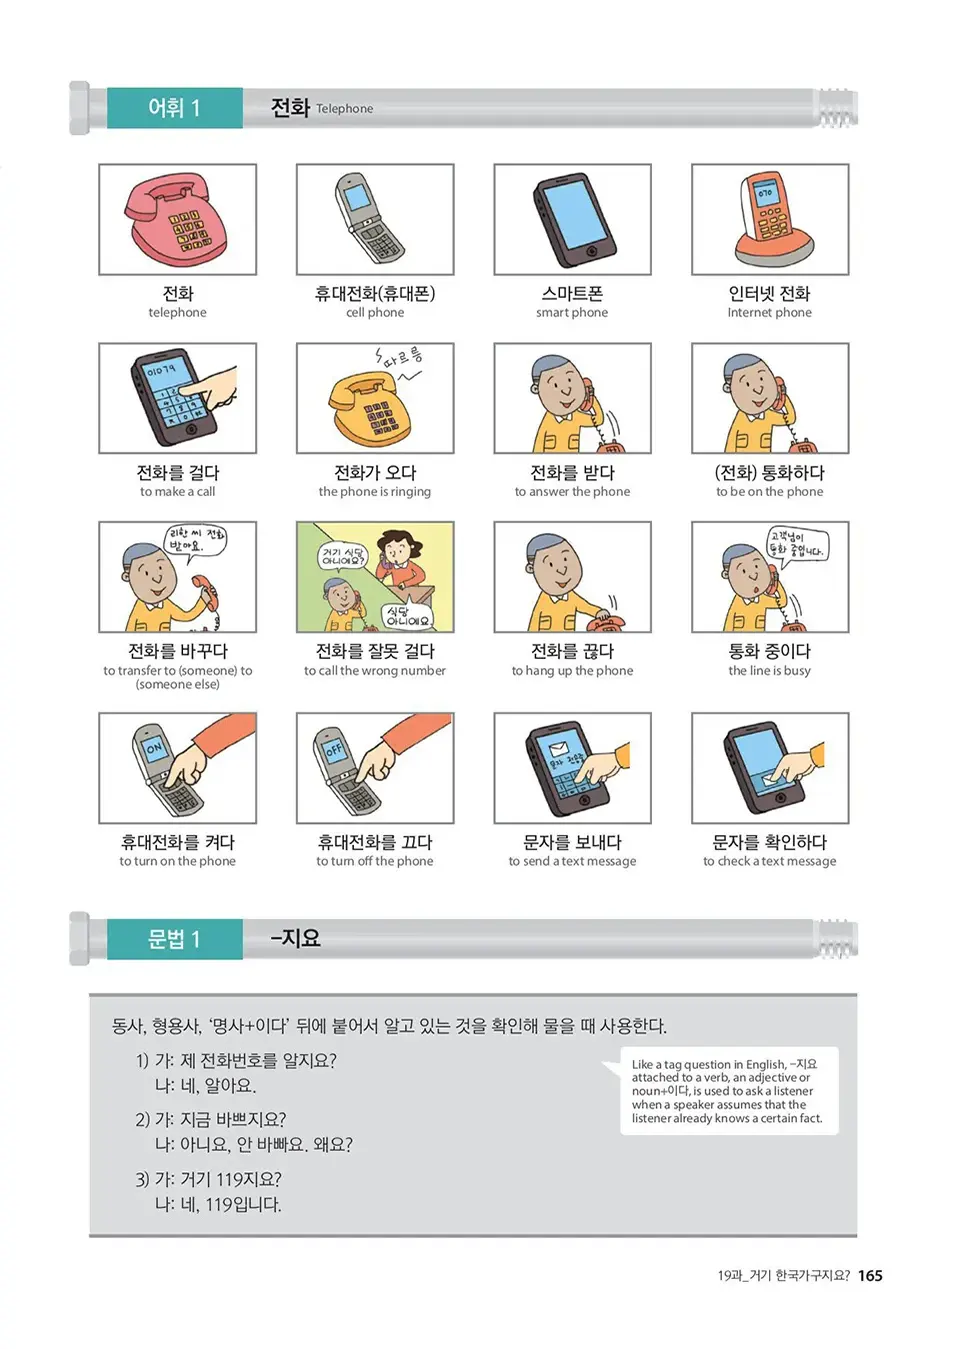 어휘 1
전화 Telephone
070
전화
telephone
휴대전화(휴대폰)
cell phone
스마트폰
smart phone
인터넷 전화
Internet phone
01079
따르릉
전화를 걸다
to make a call
전화가 오다
the phone is ringing
전화를 받다
to answer the phone
(전화) 통화하다
to be on the phone
리한 씨 전화
받아요.
거기 식당
아니에요?
식당
아니에요
고객님이
통화 중입니다.
전화를 바꾸다
to transfer to (someone) to
(someone else)
전화를 잘못 걸다
to call the wrong number
전화를 끊다
to hang up the phone
통화 중이다
the line is busy
ON
OFF
문자 전송중
휴대전화를 켜다
to turn on the phone
휴대전화를 끄다
to turn off the phone
문자를 보내다
to send a text message
문자를 확인하다
to check a text message
문법 1
-지요
동사, 형용사, ‘명사+이다’ 뒤에 붙어서 알고 있는 것을 확인해 물을 때 사용한다.
1) 가: 제 전화번호를 알지요?
나: 네, 알아요.
2) 가: 지금 바쁘지요?
나: 아니요, 안 바빠요. 왜요?
3) 가: 거기 119지요?
나: 네, 119입니다.
Like a tag question in English, -지요
attached to a verb, an adjective or
noun+이다, is used to ask a listener
when a speaker assumes that the
listener already knows a certain fact.
19과_거기 한국가구지요? 165